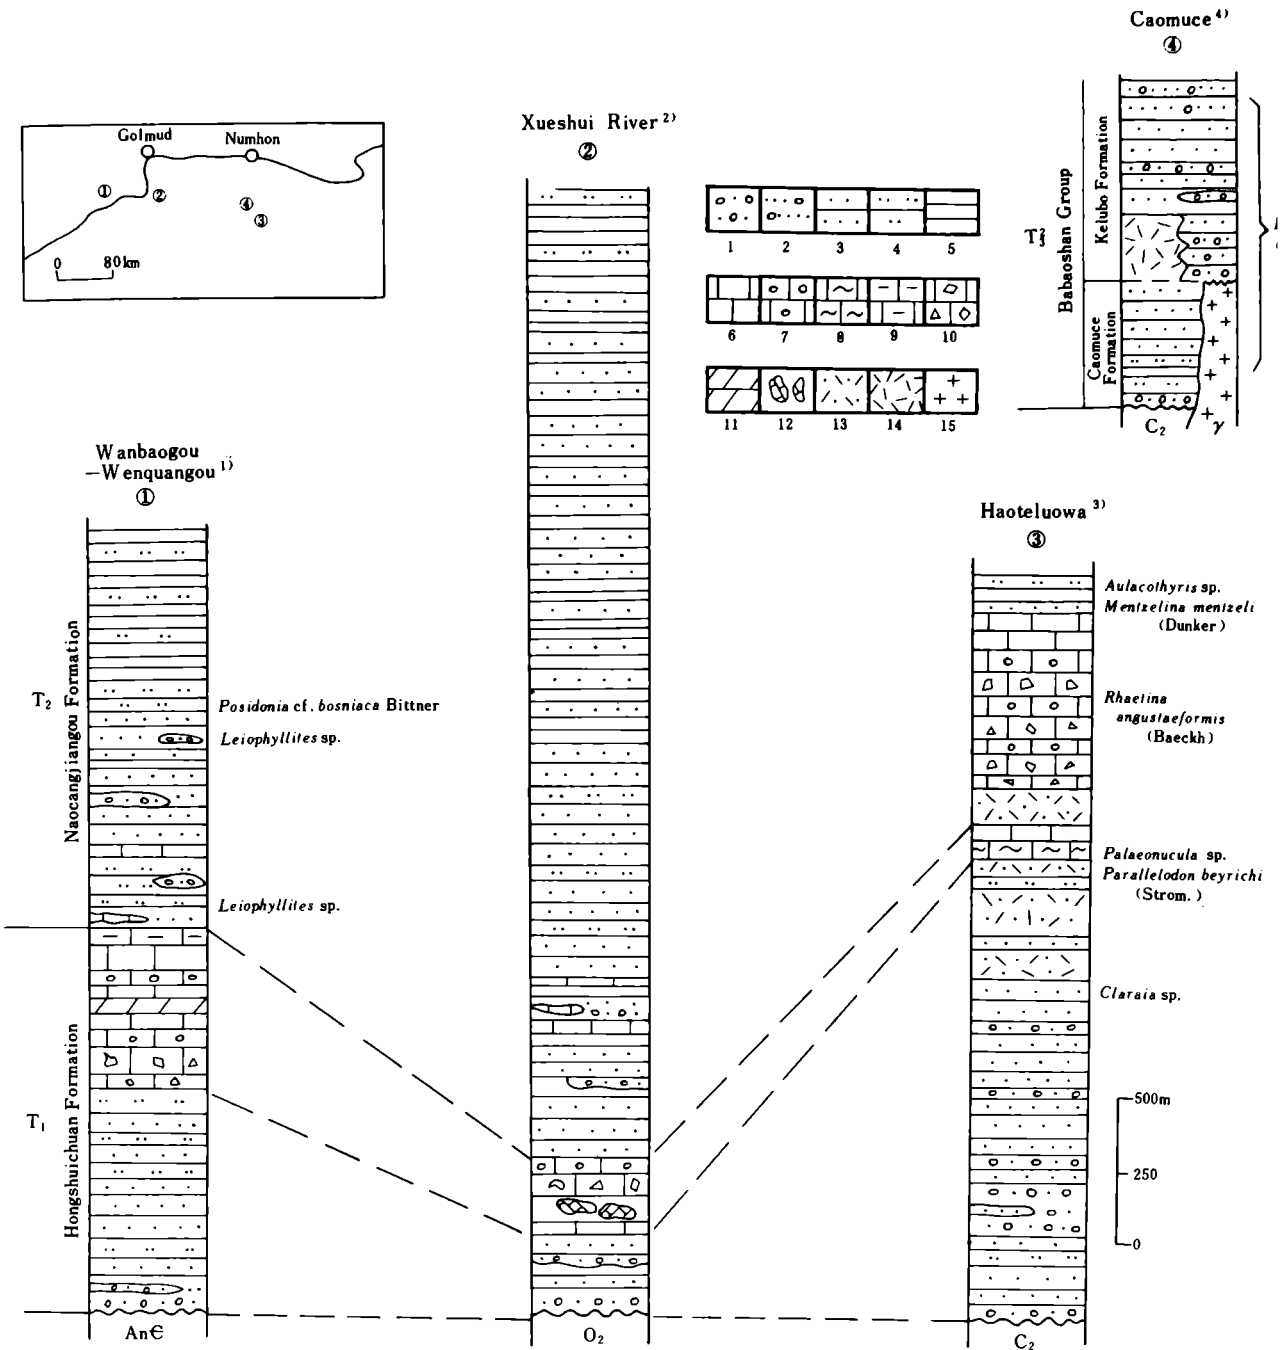 Caomuce 4)
④
Golmud
Numhon
①
②
④
③
0 80km
Xueshui River 2)
②
1 2 3 4 5
6 7 8 9 10
11 12 13 14 15
Babaoshan Group
Kelubo Formation
Caomuce
Formation
C₂
γ
Wanbaogou
—Wenquangou 1)
①
T₂
Naocangjiangou Formation
Posidonia cf. bosniaca Bittner
Leiophyllites sp.
Leiophyllites sp.
T₁
Hongshuichuan Formation
An€
O₂
Haoteluowa 3)
③
Aulacothyris sp.
Mentzelina mentzeli
(Dunker)
Rhaetina
angustaeformis
(Baeckh)
Palaeonucula sp.
Parallelodon beyrichi
(Strom.)
Claraia sp.
500m
250
0
C₂